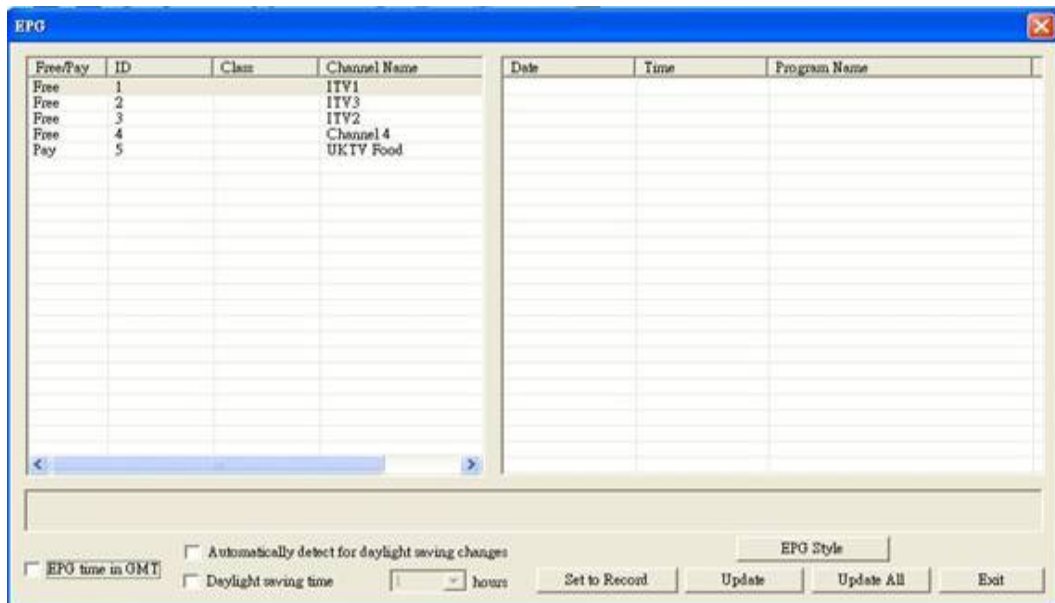 EPG
Free/Pay ID Class Channel Name Date Time Program Name
Free 1 ITV1
Free 2 ITV3
Free 3 ITV2
Free 4 Channel 4
Pay 5 UKTV Food
Automatically detect for daylight saving changes EPG Style
EPG time in GMT
Daylight saving time 1 hours Set to Record Update Update All Exit